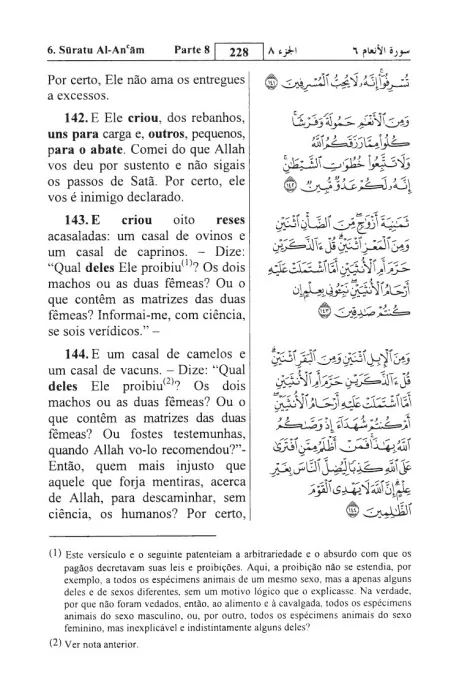 6. Sūratu Al-Anᶜām Parte 8 228 الجزء ٨ سورة الأنعام ٦
Por certo, Ele não ama os entregues
a excessos.
142. E Ele criou, dos rebanhos,
uns para carga e, outros, pequenos,
para o abate. Comei do que Allah
vos deu por sustento e não sigais
os passos de Satã. Por certo, ele
vos é inimigo declarado.
143. E criou oito reses
acasaladas: um casal de ovinos e
um casal de caprinos. – Dize:
"Qual deles Ele proibiu(1)? Os dois
machos ou as duas fêmeas? Ou o
que contêm as matrizes das duas
fêmeas? Informai-me, com ciência,
se sois verídicos." –
144. E um casal de camelos e
um casal de vacuns. – Dize: "Qual
deles Ele proibiu(2)? Os dois
machos ou as duas fêmeas? Ou o
que contêm as matrizes das duas
fêmeas? Ou fostes testemunhas,
quando Allah vo-lo recomendou?"-
Então, quem mais injusto que
aquele que forja mentiras, acerca
de Allah, para descaminhar, sem
ciência, os humanos? Por certo,
تُسْرِفُوٓا۟ إِنَّهُۥ لَا يُحِبُّ ٱلْمُسْرِفِينَ ١٤١
وَمِنَ ٱلْأَنْعَٰمِ حَمُولَةً وَفَرْشًا
كُلُوا۟ مِمَّا رَزَقَكُمُ ٱللَّهُ
وَلَا تَتَّبِعُوا۟ خُطُوَٰتِ ٱلشَّيْطَٰنِ
إِنَّهُۥ لَكُمْ عَدُوٌّ مُّبِينٌ ١٤٢
ثَمَٰنِيَةَ أَزْوَٰجٍ مِّنَ ٱلضَّأْنِ ٱثْنَيْنِ
وَمِنَ ٱلْمَعْزِ ٱثْنَيْنِ قُلْ ءَآلذَّكَرَيْنِ
حَرَّمَ أَمِ ٱلْأُنثَيَيْنِ أَمَّا ٱشْتَمَلَتْ عَلَيْهِ
أَرْحَامُ ٱلْأُنثَيَيْنِ نَبِّـُٔونِى بِعِلْمٍ إِن
كُنتُمْ صَٰدِقِينَ ١٤٣
وَمِنَ ٱلْإِبِلِ ٱثْنَيْنِ وَمِنَ ٱلْبَقَرِ ٱثْنَيْنِ
قُلْ ءَآلذَّكَرَيْنِ حَرَّمَ أَمِ ٱلْأُنثَيَيْنِ
أَمَّا ٱشْتَمَلَتْ عَلَيْهِ أَرْحَامُ ٱلْأُنثَيَيْنِ
أَمْ كُنتُمْ شُهَدَآءَ إِذْ وَصَّىٰكُمُ
ٱللَّهُ بِهَٰذَا فَمَنْ أَظْلَمُ مِمَّنِ ٱفْتَرَىٰ
عَلَى ٱللَّهِ كَذِبًا لِّيُضِلَّ ٱلنَّاسَ بِغَيْرِ
عِلْمٍ إِنَّ ٱللَّهَ لَا يَهْدِى ٱلْقَوْمَ
ٱلظَّٰلِمِينَ ١٤٤
(1) Este versículo e o seguinte patenteiam a arbitrariedade e o absurdo com que os
pagãos decretavam suas leis e proibições. Aqui, a proibição não se estendia, por
exemplo, a todos os espécimens animais de um mesmo sexo, mas a apenas alguns
deles e de sexos diferentes, sem um motivo lógico que o explicasse. Na verdade,
por que não foram vedados, então, ao alimento e à cavalgada, todos os espécimens
animais do sexo masculino, ou, por outro, todos os espécimens animais do sexo
feminino, mas inexplicável e indistintamente alguns deles?
(2) Ver nota anterior.